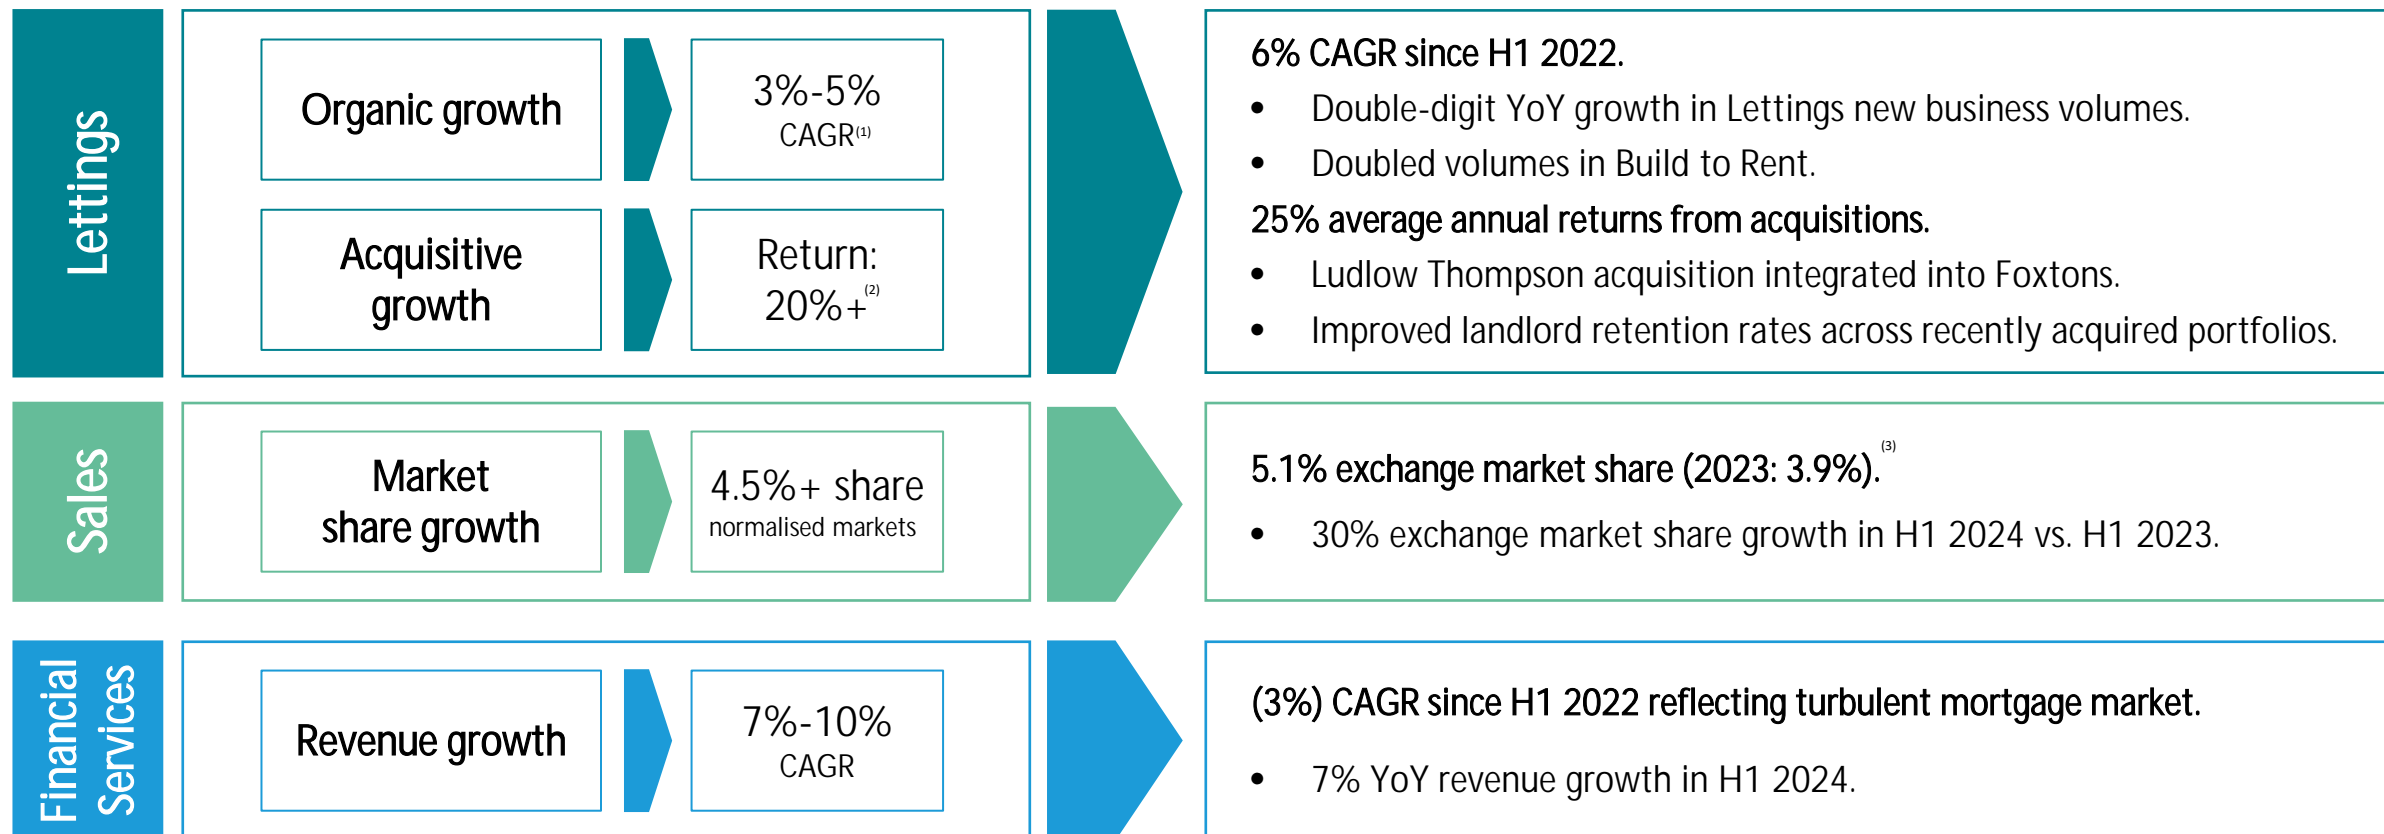 Lettings
Organic growth
3%-5%
CAGR(1)
Acquisitive
growth
Return:
20%+(2)
6% CAGR since H1 2022.
• Double-digit YoY growth in Lettings new business volumes.
• Doubled volumes in Build to Rent.
25% average annual returns from acquisitions.
• Ludlow Thompson acquisition integrated into Foxtons.
• Improved landlord retention rates across recently acquired portfolios.
Sales
Market
share growth
4.5%+ share
normalised markets
5.1% exchange market share (2023: 3.9%).(3)
• 30% exchange market share growth in H1 2024 vs. H1 2023.
Financial
Services
Revenue growth
7%-10%
CAGR
(3%) CAGR since H1 2022 reflecting turbulent mortgage market.
• 7% YoY revenue growth in H1 2024.